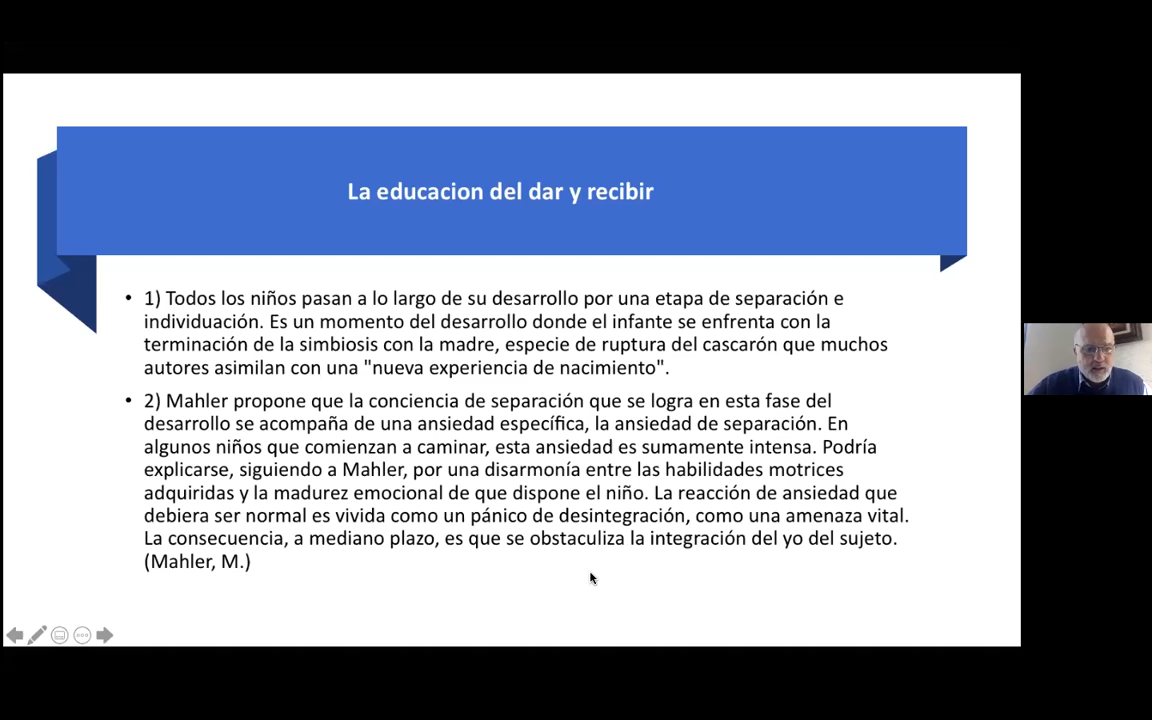 La educacion del dar y recibir
• 1) Todos los niños pasan a lo largo de su desarrollo por una etapa de separación e
individuación. Es un momento del desarrollo donde el infante se enfrenta con la
terminación de la simbiosis con la madre, especie de ruptura del cascarón que muchos
autores asimilan con una "nueva experiencia de nacimiento".
• 2) Mahler propone que la conciencia de separación que se logra en esta fase del
desarrollo se acompaña de una ansiedad específica, la ansiedad de separación. En
algunos niños que comienzan a caminar, esta ansiedad es sumamente intensa. Podría
explicarse, siguiendo a Mahler, por una disarmonía entre las habilidades motrices
adquiridas y la madurez emocional de que dispone el niño. La reacción de ansiedad que
debiera ser normal es vivida como un pánico de desintegración, como una amenaza vital.
La consecuencia, a mediano plazo, es que se obstaculiza la integración del yo del sujeto.
(Mahler, M.)